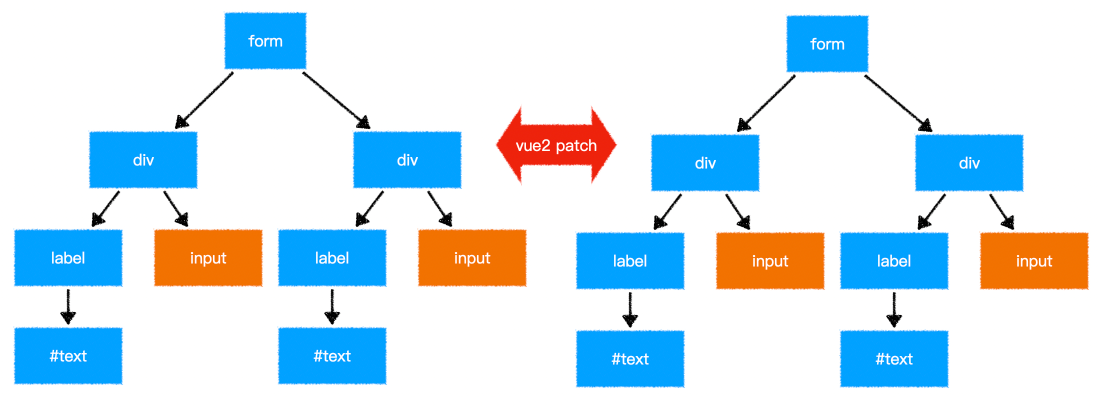 form
form
div
div
vue2 patch
div
div
label
input
label
input
label
input
label
input
#text
#text
#text
#text